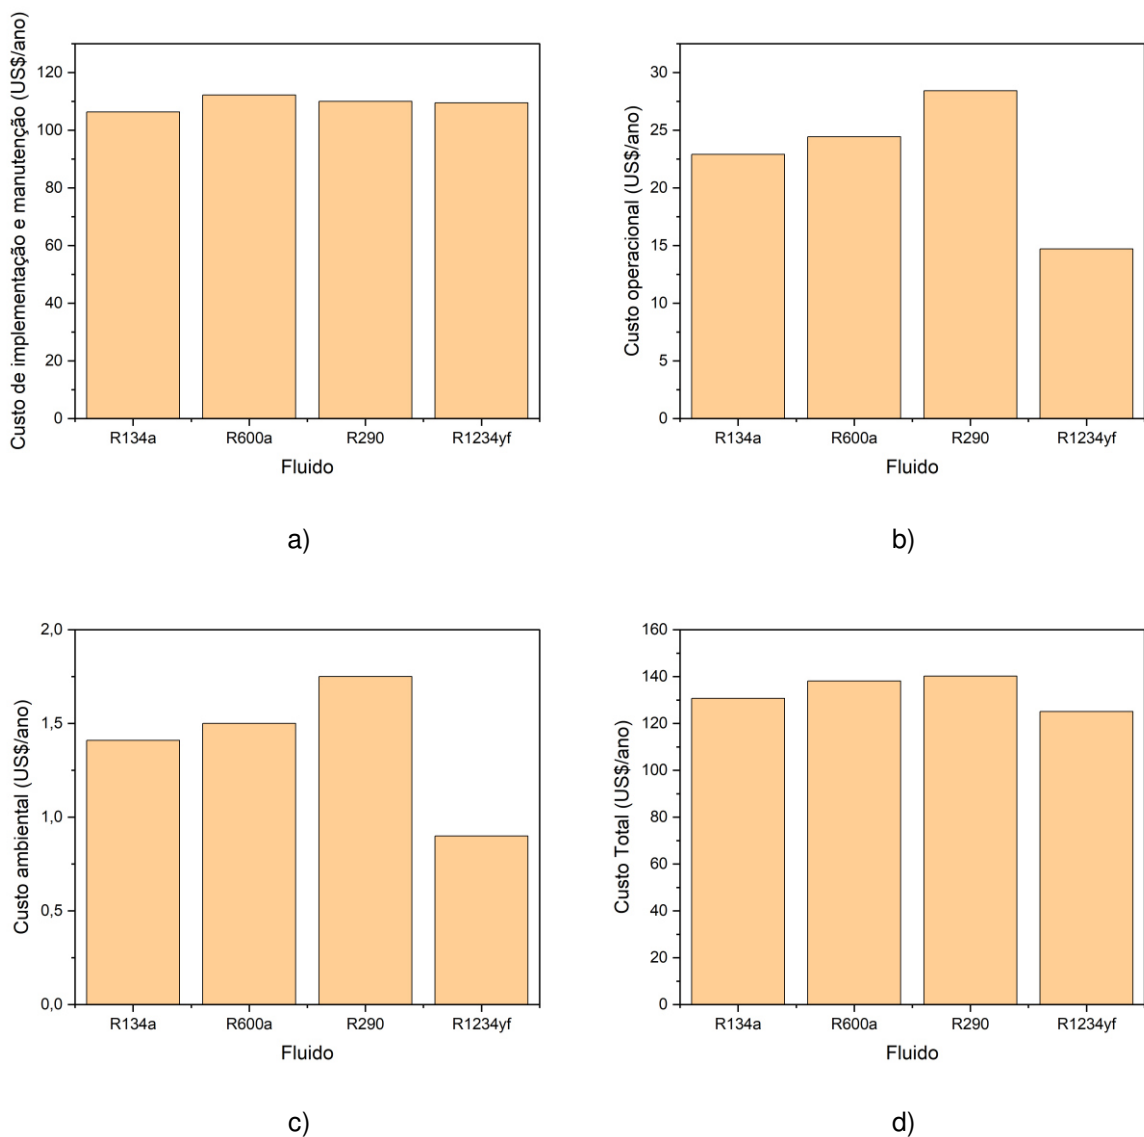 Custo de implementação e manutenção (US$/ano)
120
100
80
60
40
20
0
R134a R600a R290 R1234yf
Fluido
a)
Custo operacional (US$/ano)
30
25
20
15
10
5
0
R134a R600a R290 R1234yf
Fluido
b)
Custo ambiental (US$/ano)
2,0
1,5
1,0
0,5
0,0
R134a R600a R290 R1234yf
Fluido
c)
Custo Total (US$/ano)
160
140
120
100
80
60
40
20
0
R134a R600a R290 R1234yf
Fluido
d)